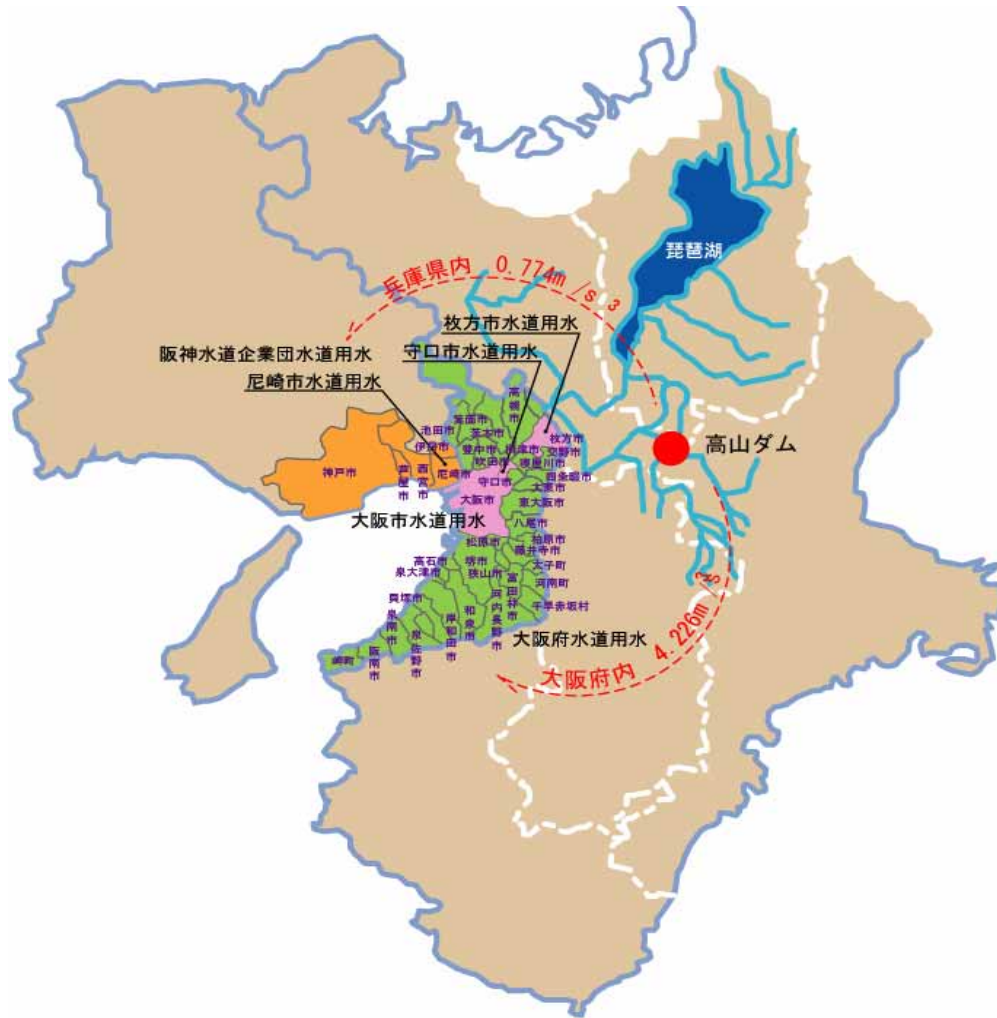 琵琶湖
兵庫県内 0.774m /s 3
枚方市水道用水
守口市水道用水
阪神水道企業団水道用水
尼崎市水道用水
高山ダム
高槻市
箕面市
池田市
茨木市
枚方市
伊丹市
豊中市
摂津市
交野市
吹田市
寝屋川市
神戸市
芦屋市
西宮市
尼崎市
守口市
四条畷市
大東市
大阪市
東大阪市
大阪市水道用水
八尾市
松原市
柏原市
藤井寺市
高石市
堺市
太子町
泉大津市
狭山市
富田林市
河南町
貝塚市
和泉市
河内長野市
千早赤坂村
泉南市
岸和田市
大阪府水道用水
泉佐野市
阪南市
岬町
大阪府内 4.226m /s 3